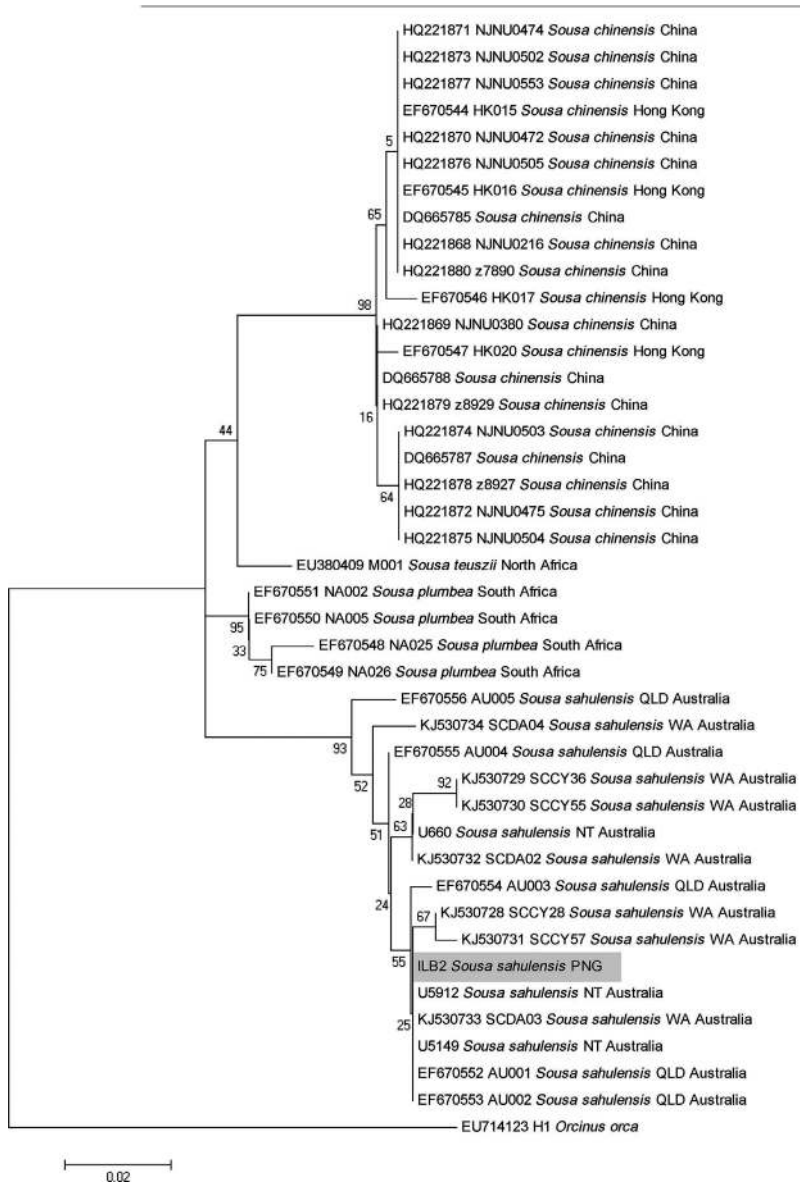 HQ221871 NJNU0474 Sousa chinensis China
HQ221873 NJNU0502 Sousa chinensis China
HQ221877 NJNU0553 Sousa chinensis China
EF670544 HK015 Sousa chinensis Hong Kong
5
HQ221870 NJNU0472 Sousa chinensis China
HQ221876 NJNU0505 Sousa chinensis China
EF670545 HK016 Sousa chinensis Hong Kong
65
DQ665785 Sousa chinensis China
HQ221868 NJNU0216 Sousa chinensis China
HQ221880 z7890 Sousa chinensis China
EF670546 HK017 Sousa chinensis Hong Kong
98
HQ221869 NJNU0380 Sousa chinensis China
EF670547 HK020 Sousa chinensis Hong Kong
DQ665788 Sousa chinensis China
HQ221879 z8929 Sousa chinensis China
16
44
HQ221874 NJNU0503 Sousa chinensis China
DQ665787 Sousa chinensis China
HQ221878 z8927 Sousa chinensis China
64
HQ221872 NJNU0475 Sousa chinensis China
HQ221875 NJNU0504 Sousa chinensis China
EU380409 M001 Sousa teuszii North Africa
EF670551 NA002 Sousa plumbea South Africa
EF670550 NA005 Sousa plumbea South Africa
95
EF670548 NA025 Sousa plumbea South Africa
33
75
EF670549 NA026 Sousa plumbea South Africa
EF670556 AU005 Sousa sahulensis QLD Australia
KJ530734 SCDA04 Sousa sahulensis WA Australia
93
EF670555 AU004 Sousa sahulensis QLD Australia
KJ530729 SCCY36 Sousa sahulensis WA Australia
92
52
KJ530730 SCCY55 Sousa sahulensis WA Australia
28
63
51
U660 Sousa sahulensis NT Australia
KJ530732 SCDA02 Sousa sahulensis WA Australia
EF670554 AU003 Sousa sahulensis QLD Australia
24
KJ530728 SCCY28 Sousa sahulensis WA Australia
67
KJ530731 SCCY57 Sousa sahulensis WA Australia
ILB2 Sousa sahulensis PNG
55
U5912 Sousa sahulensis NT Australia
KJ530733 SCDA03 Sousa sahulensis WA Australia
25
U5149 Sousa sahulensis NT Australia
EF670552 AU001 Sousa sahulensis QLD Australia
EF670553 AU002 Sousa sahulensis QLD Australia
EU714123 H1 Orcinus orca
0.02